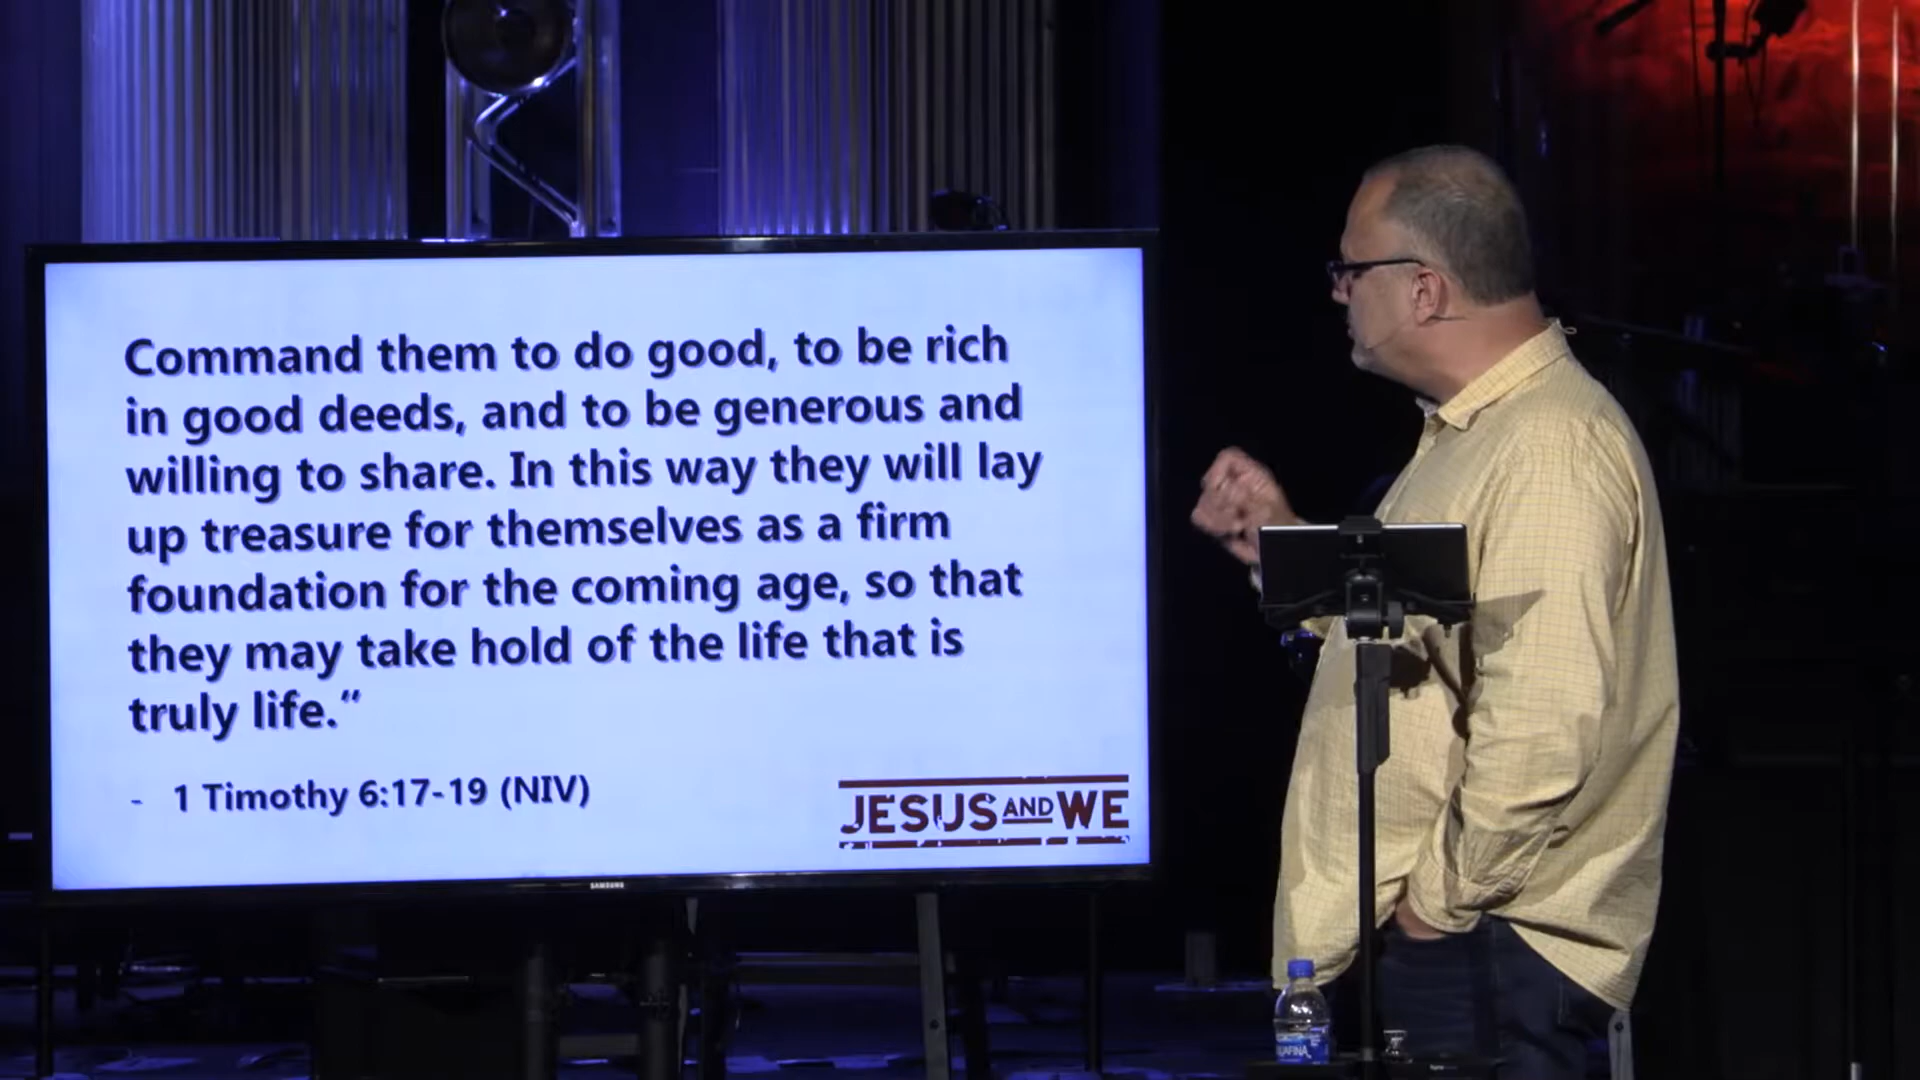 Command them to do good, to be rich
in good deeds, and to be generous and
willing to share. In this way they will lay
up treasure for themselves as a firm
foundation for the coming age, so that
they may take hold of the life that is
truly life.“
- 1 Timothy 6:17-19 (NIV)
JESUS AND WE
SAMSUNG
AQUAFINA